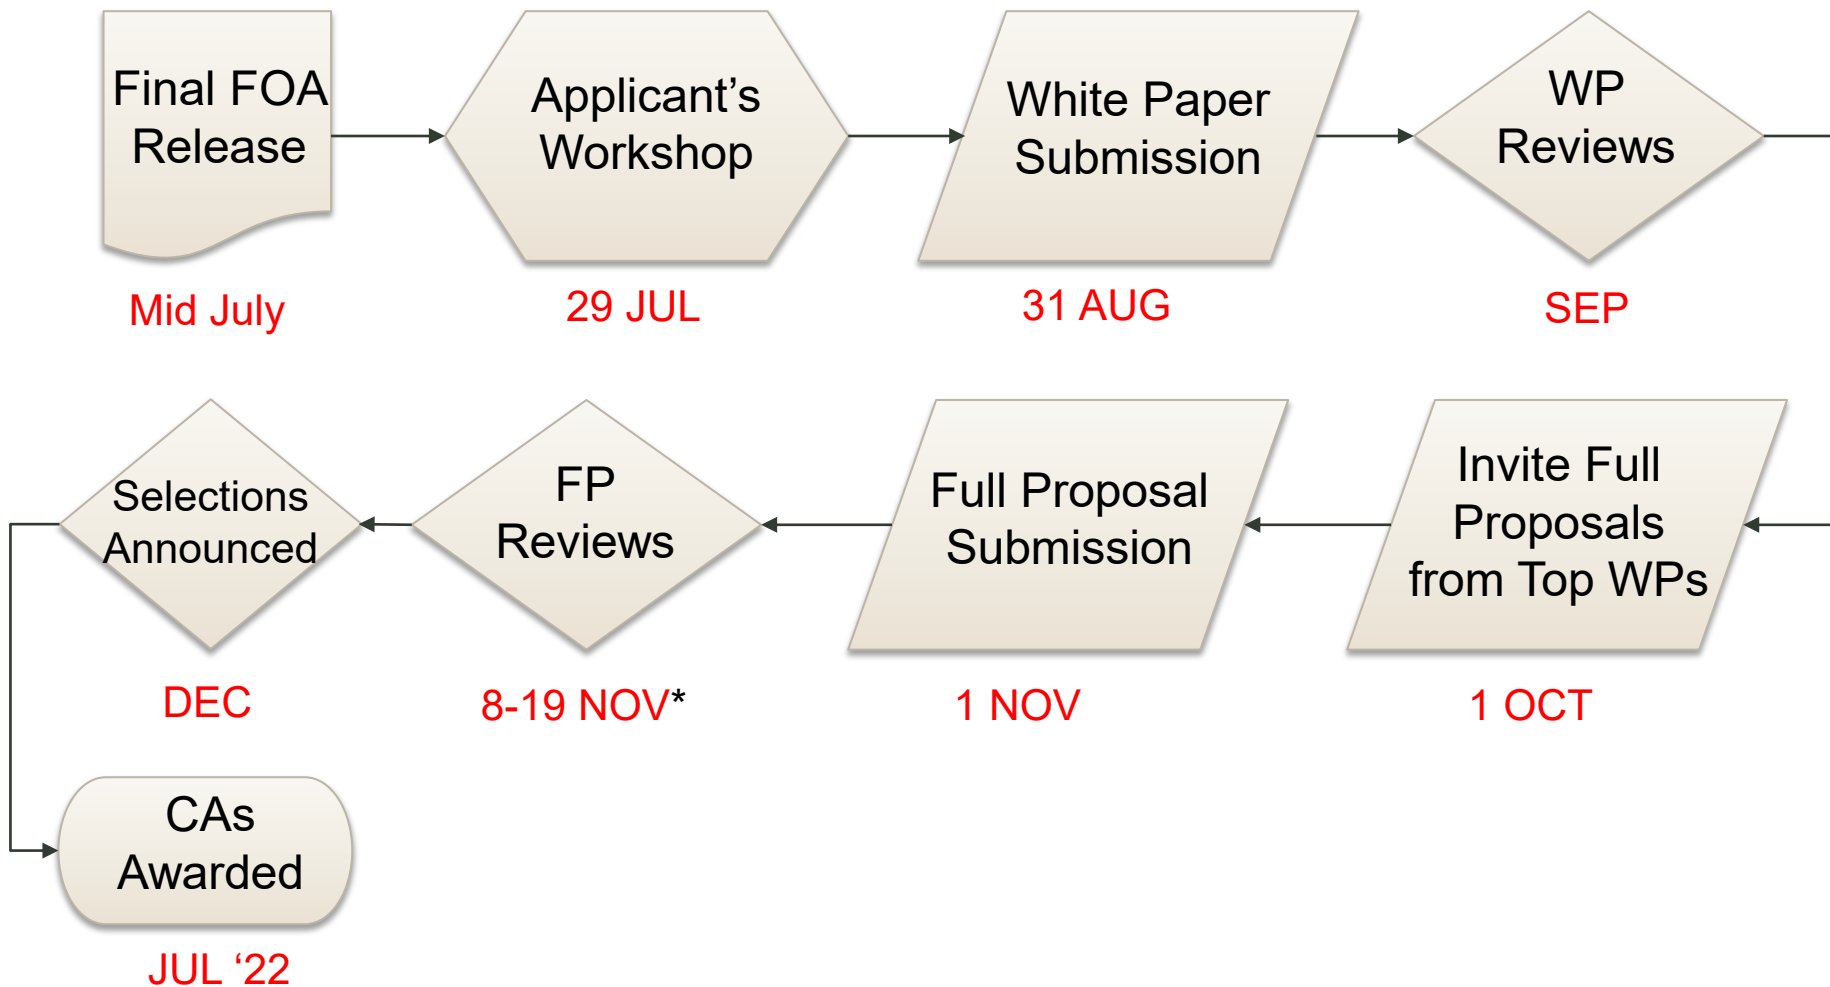 Final FOA
Release
Mid July
Applicant’s
Workshop
29 JUL
White Paper
Submission
31 AUG
WP
Reviews
SEP
Invite Full
Proposals
from Top WPs
1 OCT
Full Proposal
Submission
1 NOV
FP
Reviews
8-19 NOV*
Selections
Announced
DEC
CAs
Awarded
JUL ‘22